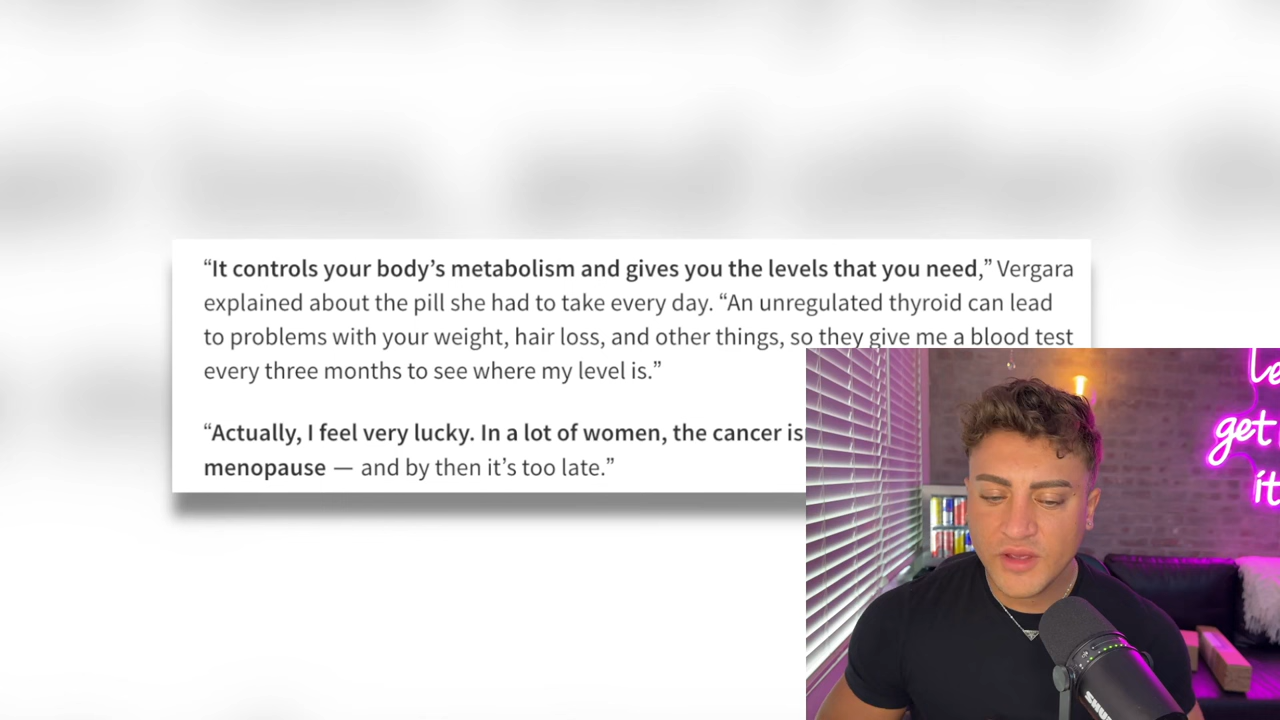 “It controls your body’s metabolism and gives you the levels that you need,” Vergara
explained about the pill she had to take every day. “An unregulated thyroid can lead
to problems with your weight, hair loss, and other things, so they give me a blood test
every three months to see where my level is.”
“Actually, I feel very lucky. In a lot of women, the cancer is
menopause — and by then it’s too late.”
get
it